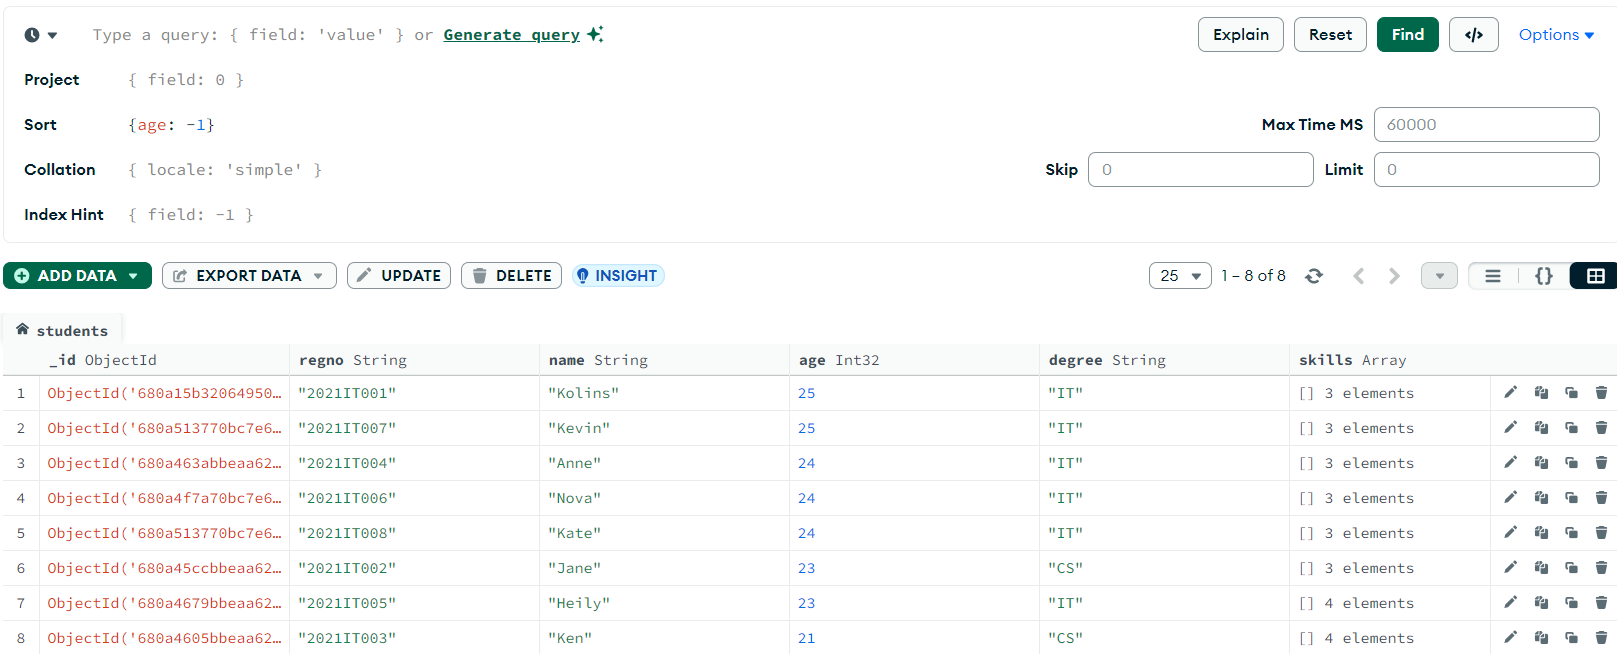 Type a query: { field: 'value' } or Generate query Explain Reset Find </> Options
Project { field: 0 }
Sort {age: -1} Max Time MS 60000
Collation { locale: 'simple' } Skip 0 Limit 0
Index Hint { field: -1 }
ADD DATA EXPORT DATA UPDATE DELETE INSIGHT 25 1 – 8 of 8 {}
students
_id ObjectId regno String name String age Int32 degree String skills Array
1 ObjectId('680a15b32064950… "2021IT001" "Kolins" 25 "IT" [] 3 elements
2 ObjectId('680a513770bc7e6… "2021IT007" "Kevin" 25 "IT" [] 3 elements
3 ObjectId('680a463abbeaa62… "2021IT004" "Anne" 24 "IT" [] 3 elements
4 ObjectId('680a4f7a70bc7e6… "2021IT006" "Nova" 24 "IT" [] 3 elements
5 ObjectId('680a513770bc7e6… "2021IT008" "Kate" 24 "IT" [] 3 elements
6 ObjectId('680a45ccbbeaa62… "2021IT002" "Jane" 23 "CS" [] 3 elements
7 ObjectId('680a4679bbeaa62… "2021IT005" "Heily" 23 "IT" [] 4 elements
8 ObjectId('680a4605bbeaa62… "2021IT003" "Ken" 21 "CS" [] 4 elements